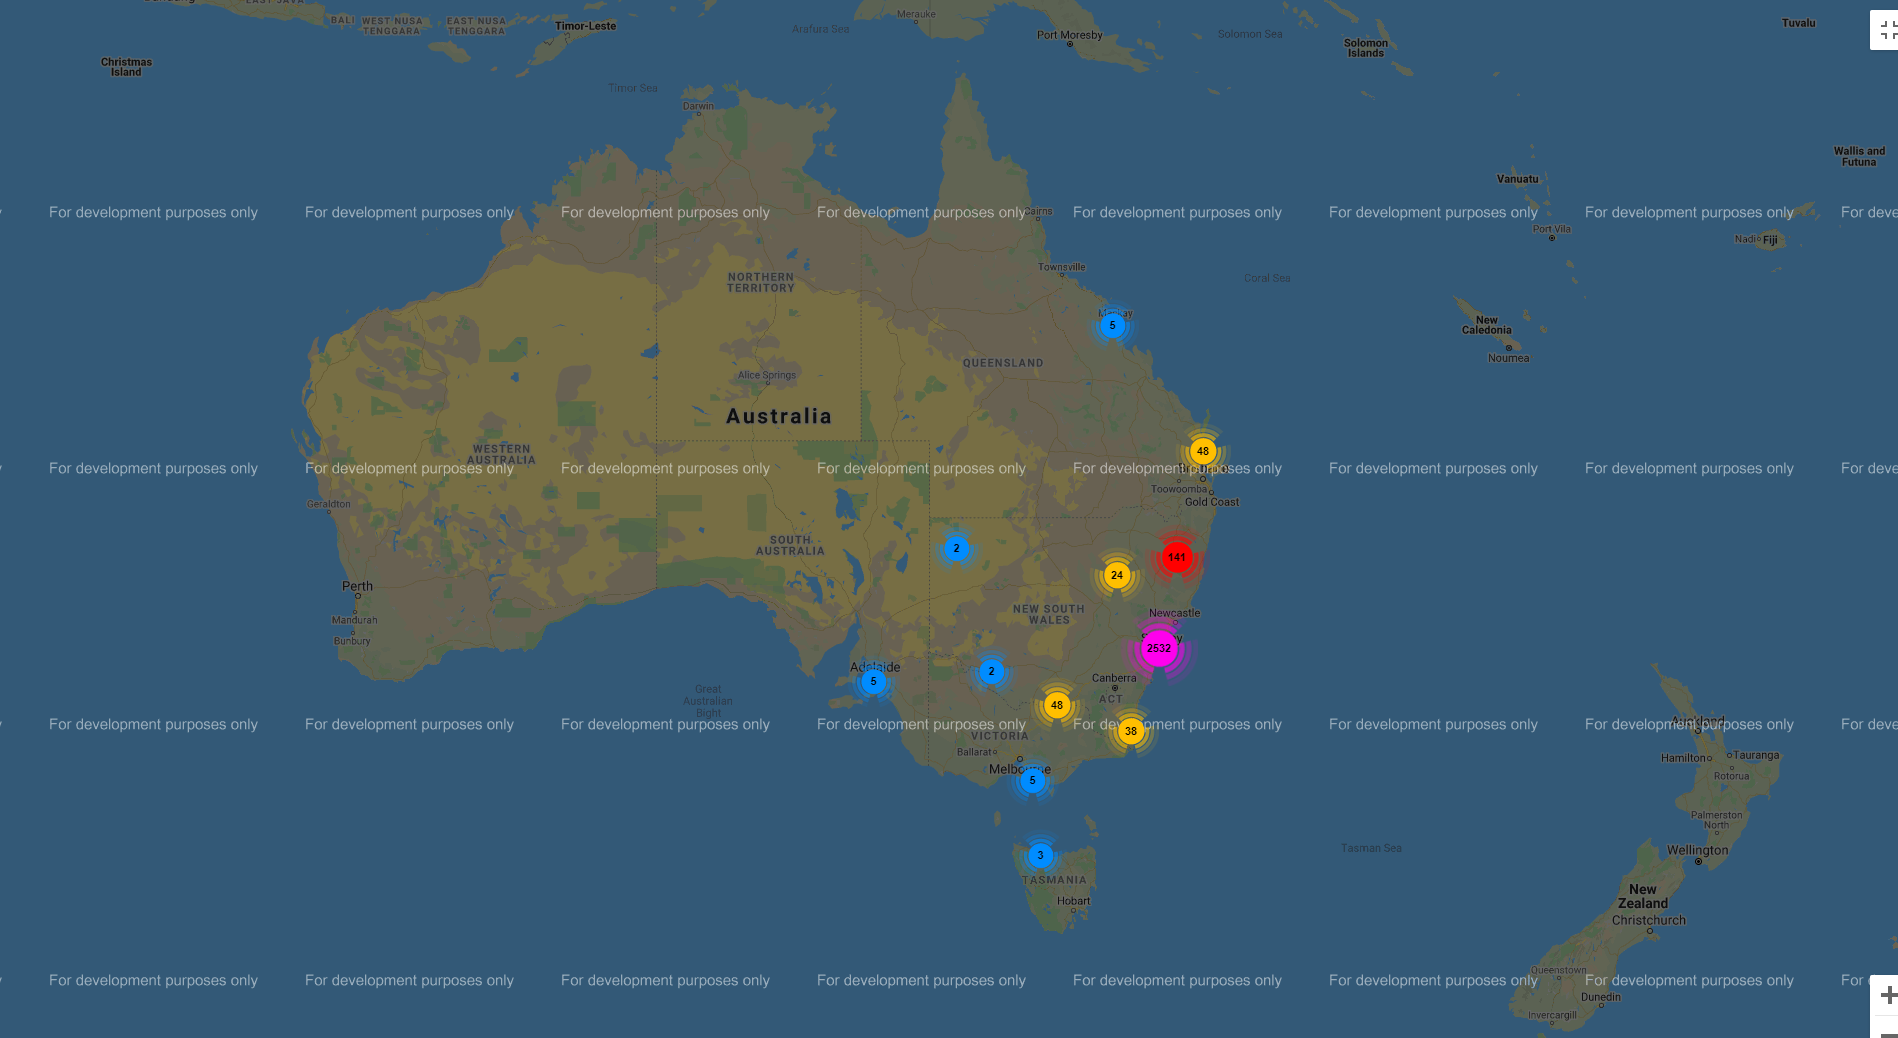 EAST JAVA
BALI
WEST NUSA
TENGGARA
EAST NUSA
TENGGARA
Timor-Leste
Merauke
Arafura Sea
Port Moresby
Solomon Sea
Solomon
Islands
Tuvalu
Christmas
Island
Timor Sea
Darwin
Wallis and
Futuna
Vanuatu
For development purposes only
For development purposes only
For development purposes only
For development purposes only
Cairns
For development purposes only
For development purposes only
For development purposes only
For deve
Port Vila
Nadi
Fiji
NORTHERN
TERRITORY
Townsville
Coral Sea
Mackay
5
New
Caledonia
Noumea
QUEENSLAND
Alice Springs
Australia
WESTERN
AUSTRALIA
48
For development purposes only
For development purposes only
For development purposes only
For development purposes only
For development purposes only
For development purposes only
For development purposes only
For deve
Toowoomba
Gold Coast
Geraldton
SOUTH
AUSTRALIA
2
141
24
Perth
Mandurah
Bunbury
NEW SOUTH
WALES
Newcastle
2532
Adelaide
5
2
Canberra
ACT
Great
Australian
Bight
48
38
For development purposes only
For development purposes only
For development purposes only
For development purposes only
For development purposes only
For development purposes only
For development purposes only
For deve
VICTORIA
Ballarat
Melbourne
5
Auckland
Hamilton
Tauranga
Rotorua
Palmerston
North
3
TASMANIA
Hobart
Tasman Sea
Wellington
New
Zealand
Christchurch
Queenstown
For development purposes only
For development purposes only
For development purposes only
For development purposes only
For development purposes only
For development purposes only
For development purposes only
For
Dunedin
Invercargill